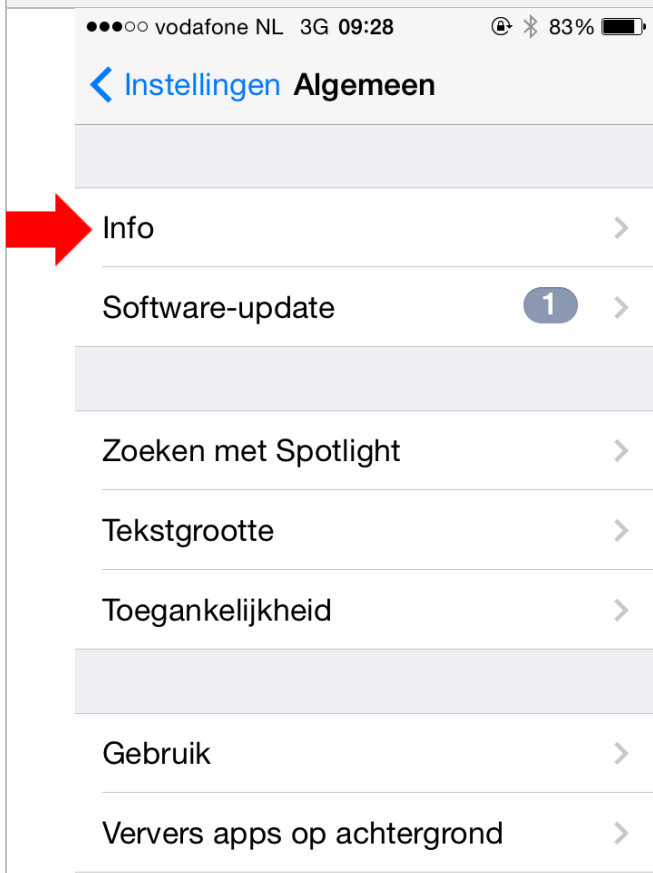 vodafone NL 3G 09:28 83%
Instellingen Algemeen
Info
Software-update 1
Zoeken met Spotlight
Tekstgrootte
Toegankelijkheid
Gebruik
Ververs apps op achtergrond